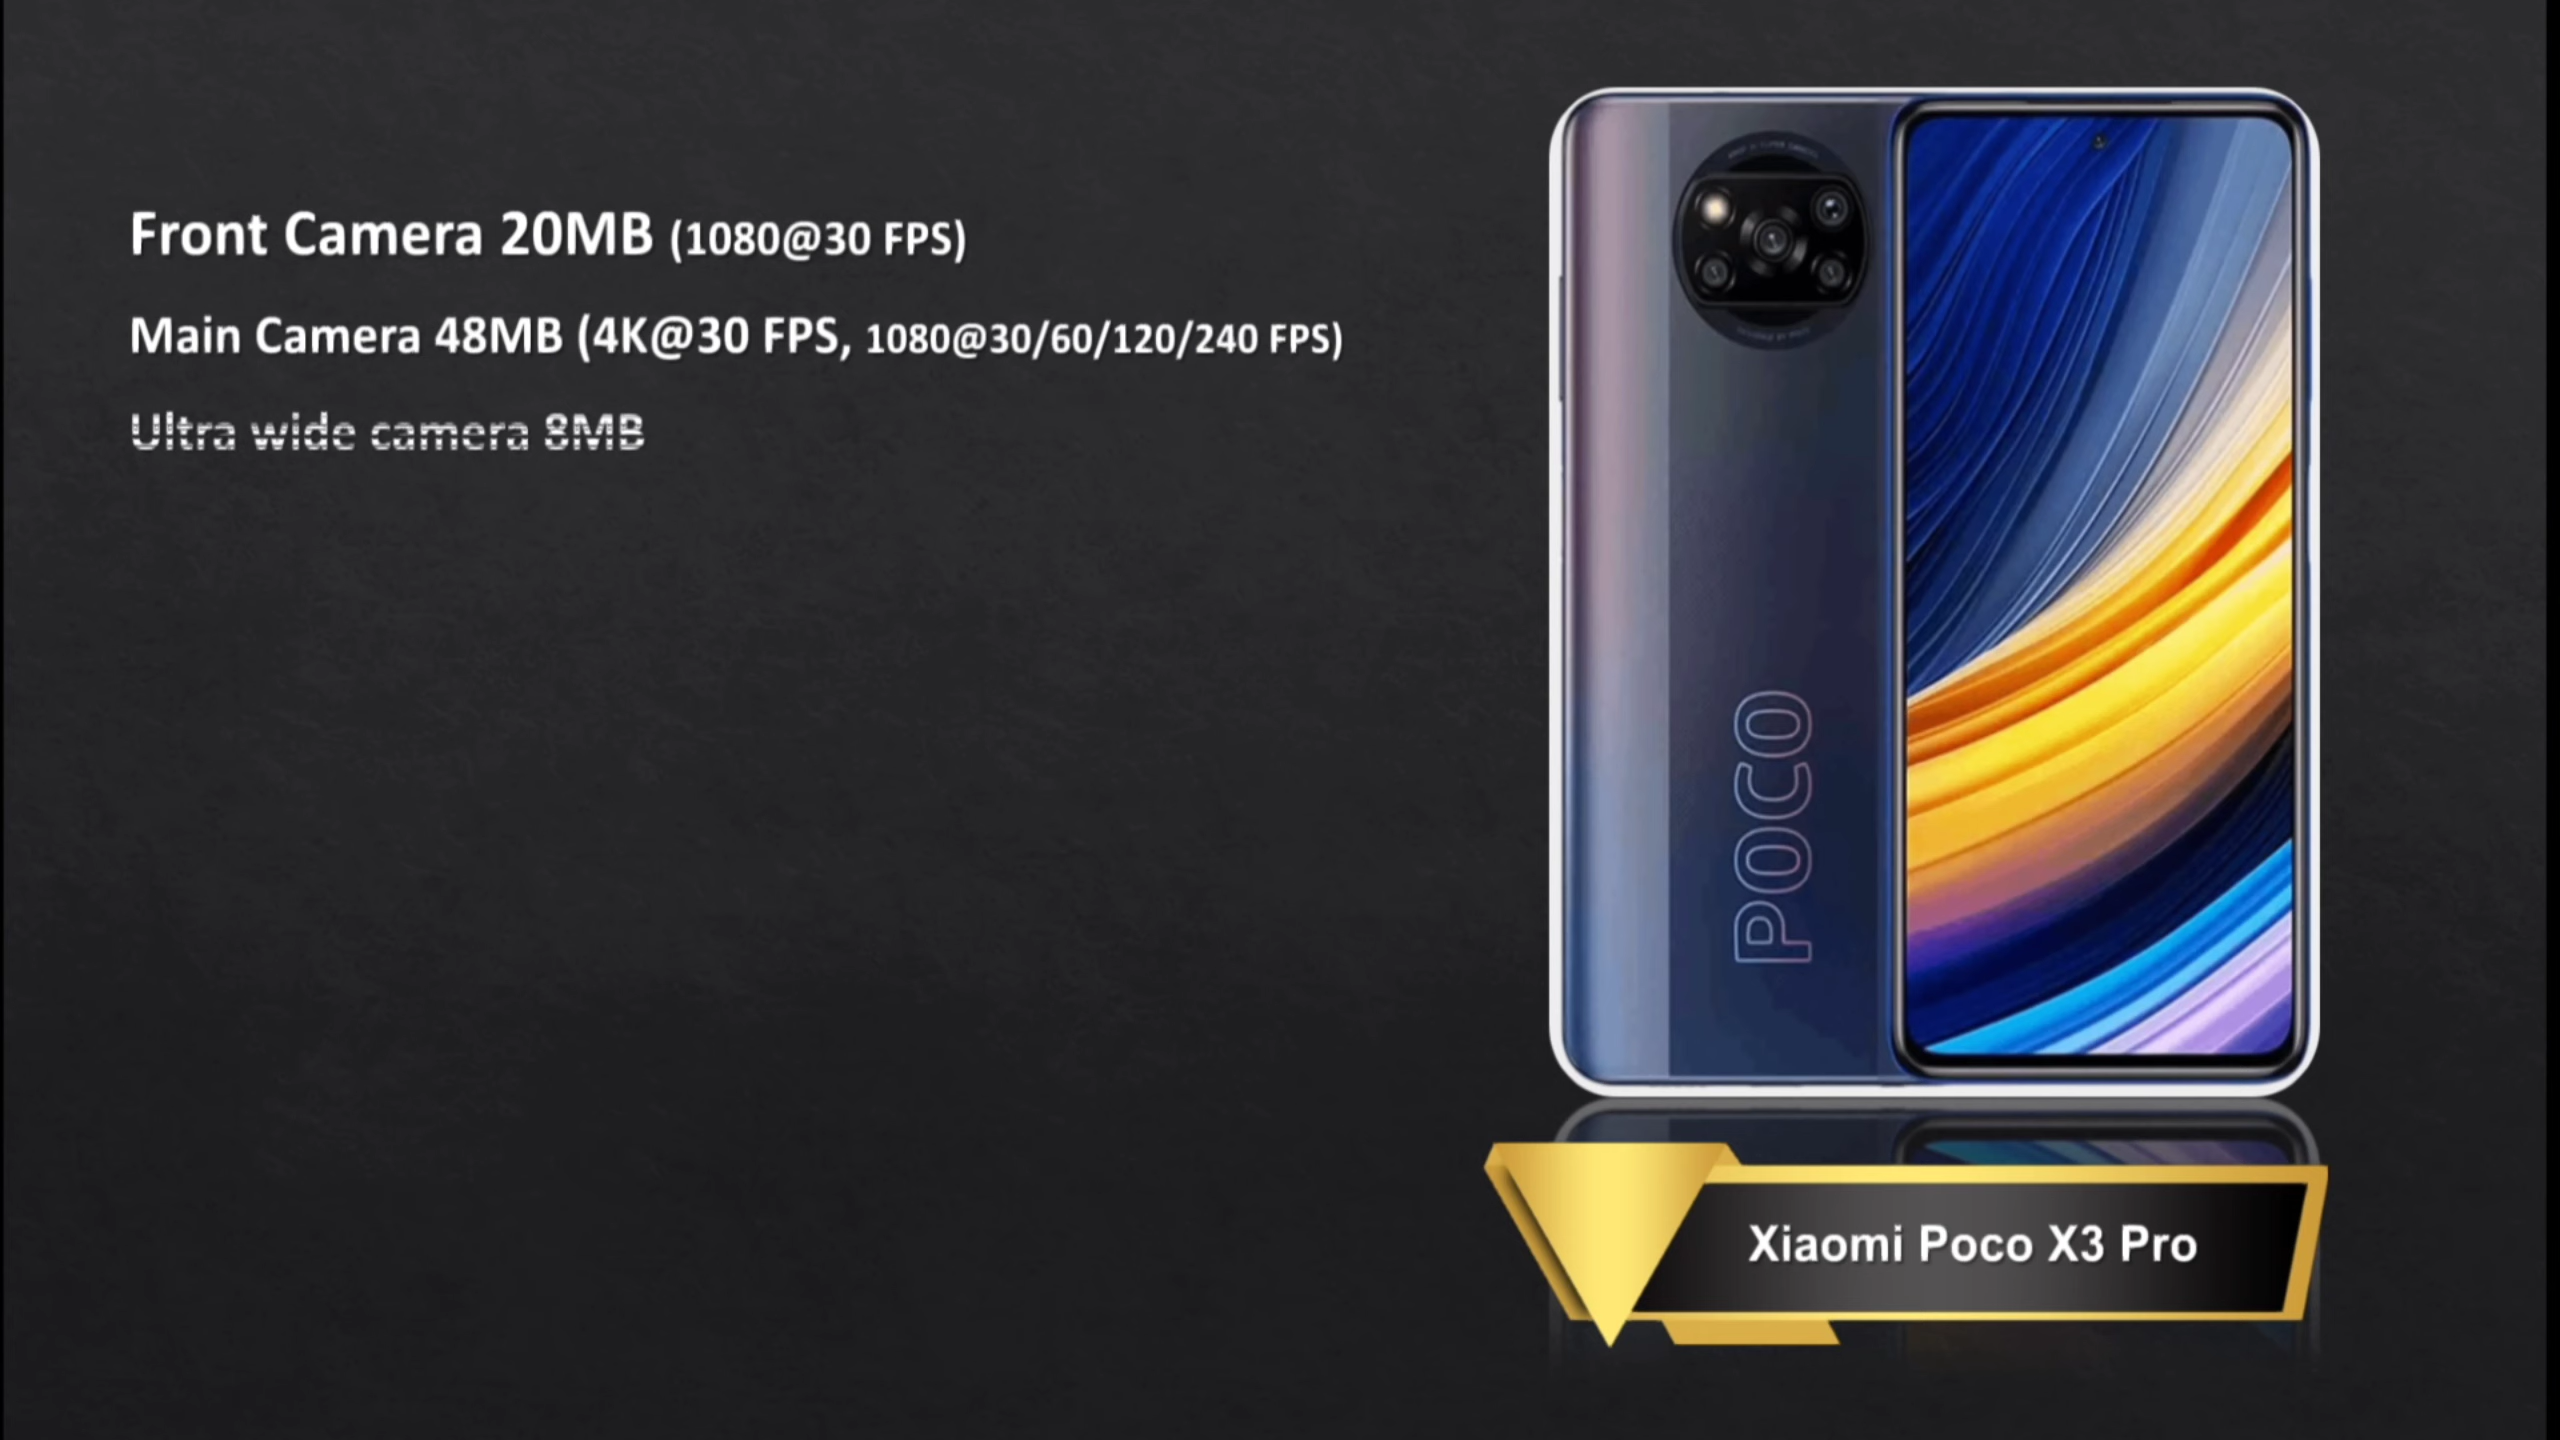 Front Camera 20MB (1080@30 FPS)
Main Camera 48MB (4K@30 FPS, 1080@30/60/120/240 FPS)
Ultra wide camera 8MB
POCO
Xiaomi Poco X3 Pro